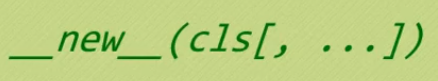 __new__(cls[, ...])